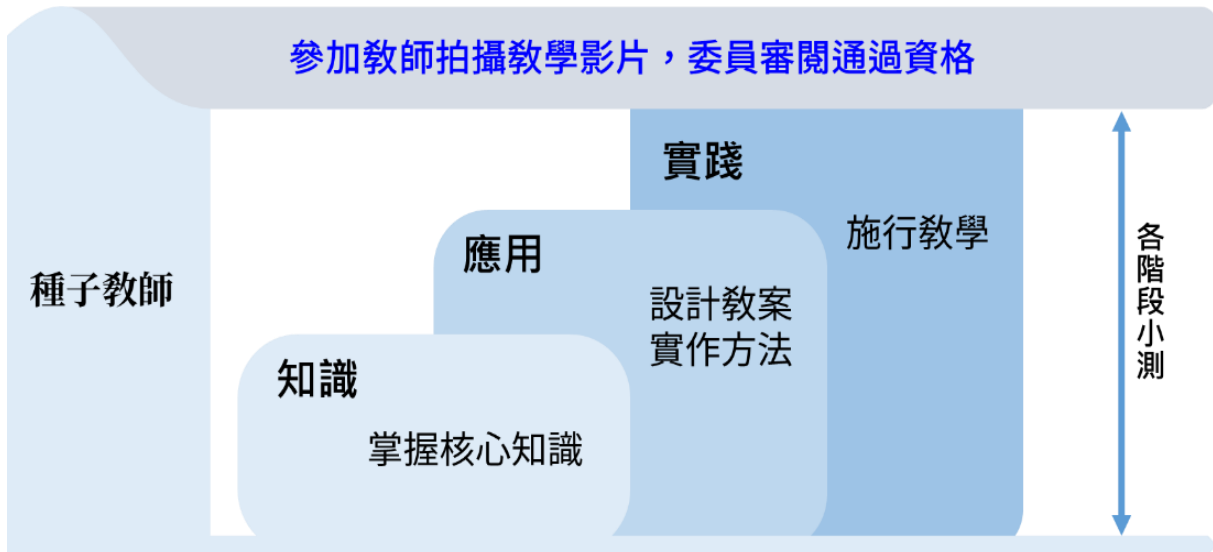 參加教師拍攝教學影片，委員審閱通過資格
種子教師
知識
掌握核心知識
應用
設計教案
實作方法
實踐
施行教學
各階段小測